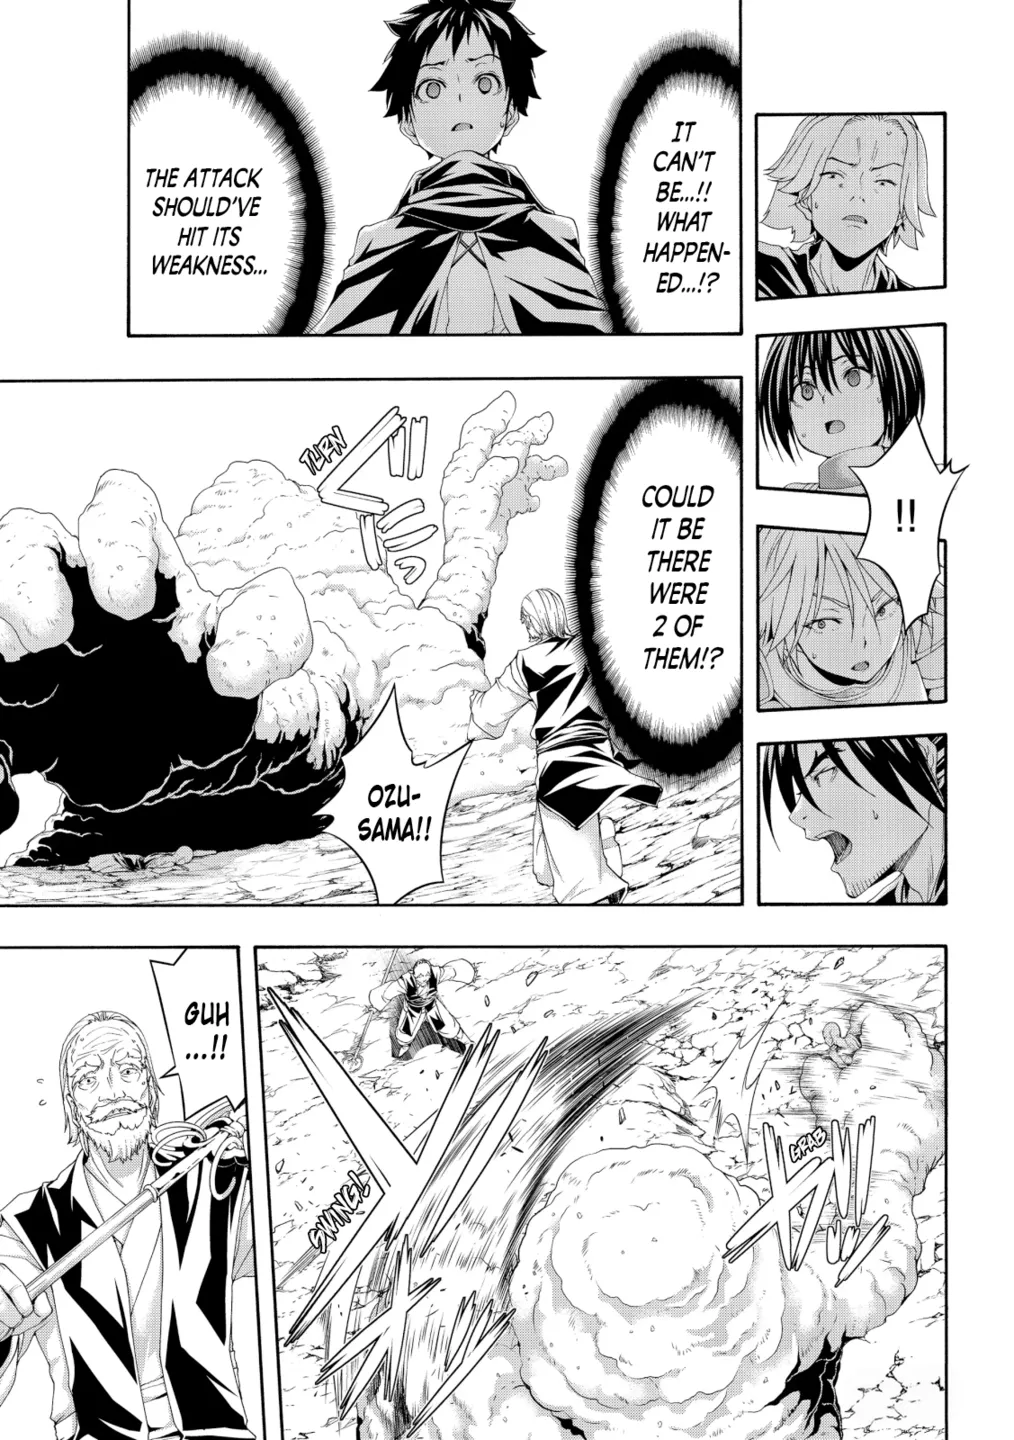 IT
CAN'T
BE...!!
WHAT
HAPPEN-
ED...!?
THE ATTACK
SHOULD'VE
HIT ITS
WEAKNESS...
!!
COULD
IT BE
THERE
WERE
2 OF
THEM!?
TURN
OZU-
SAMA!!
GRAB
SWING!
GUH
...!!